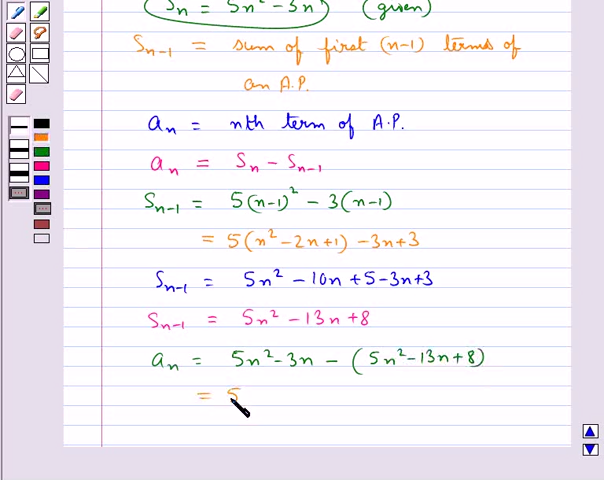 Sn = 5n² - 3n (given)
Sn-1 = sum of first (n-1) terms of
an A.P.
an = nth term of A.P.
an = Sn - Sn-1
Sn-1 = 5(n-1)² - 3(n-1)
= 5(n² - 2n + 1) - 3n + 3
Sn-1 = 5n² - 10n + 5 - 3n + 3
Sn-1 = 5n² - 13n + 8
an = 5n² - 3n - (5n² - 13n + 8)
= 5